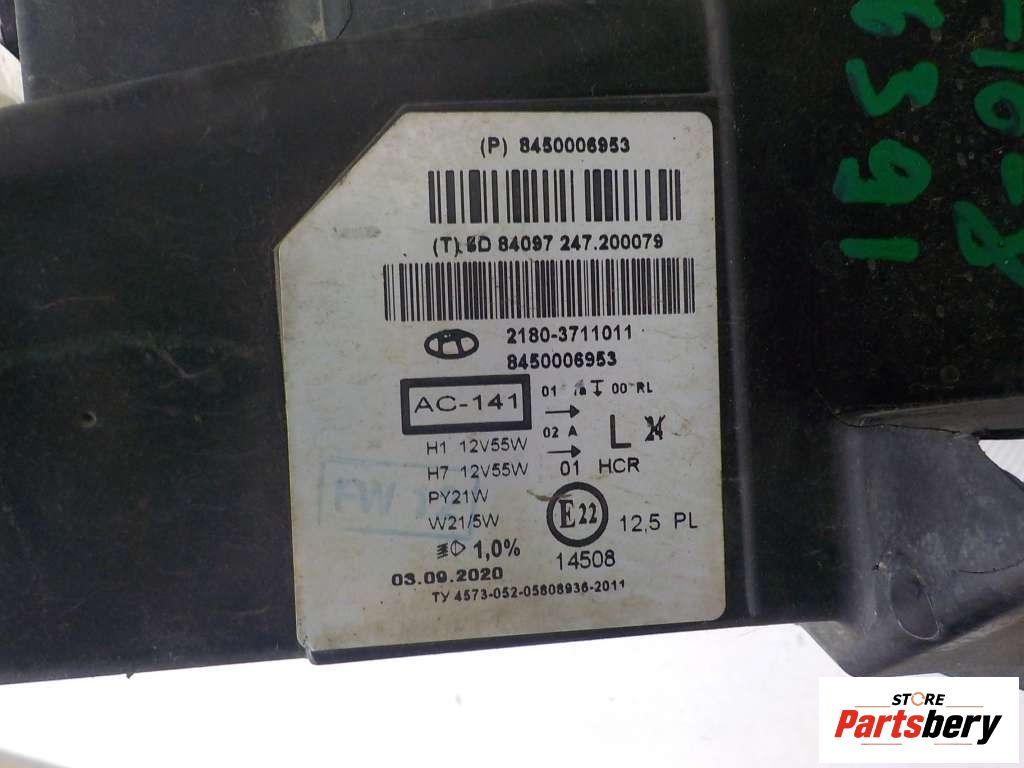 (P) 8450006953
84097 247.200079
2180-3711011
8450006953
AC-141
01 00 RL
02 A
L
H1 12V55W
H7 12V55W
01 HCR
PY21W
W21/5W
E22
12,5 PL
1,0%
14508
03.09.2020
ТУ 4573-052-05808936-2011
FW
STORE
Partsbery